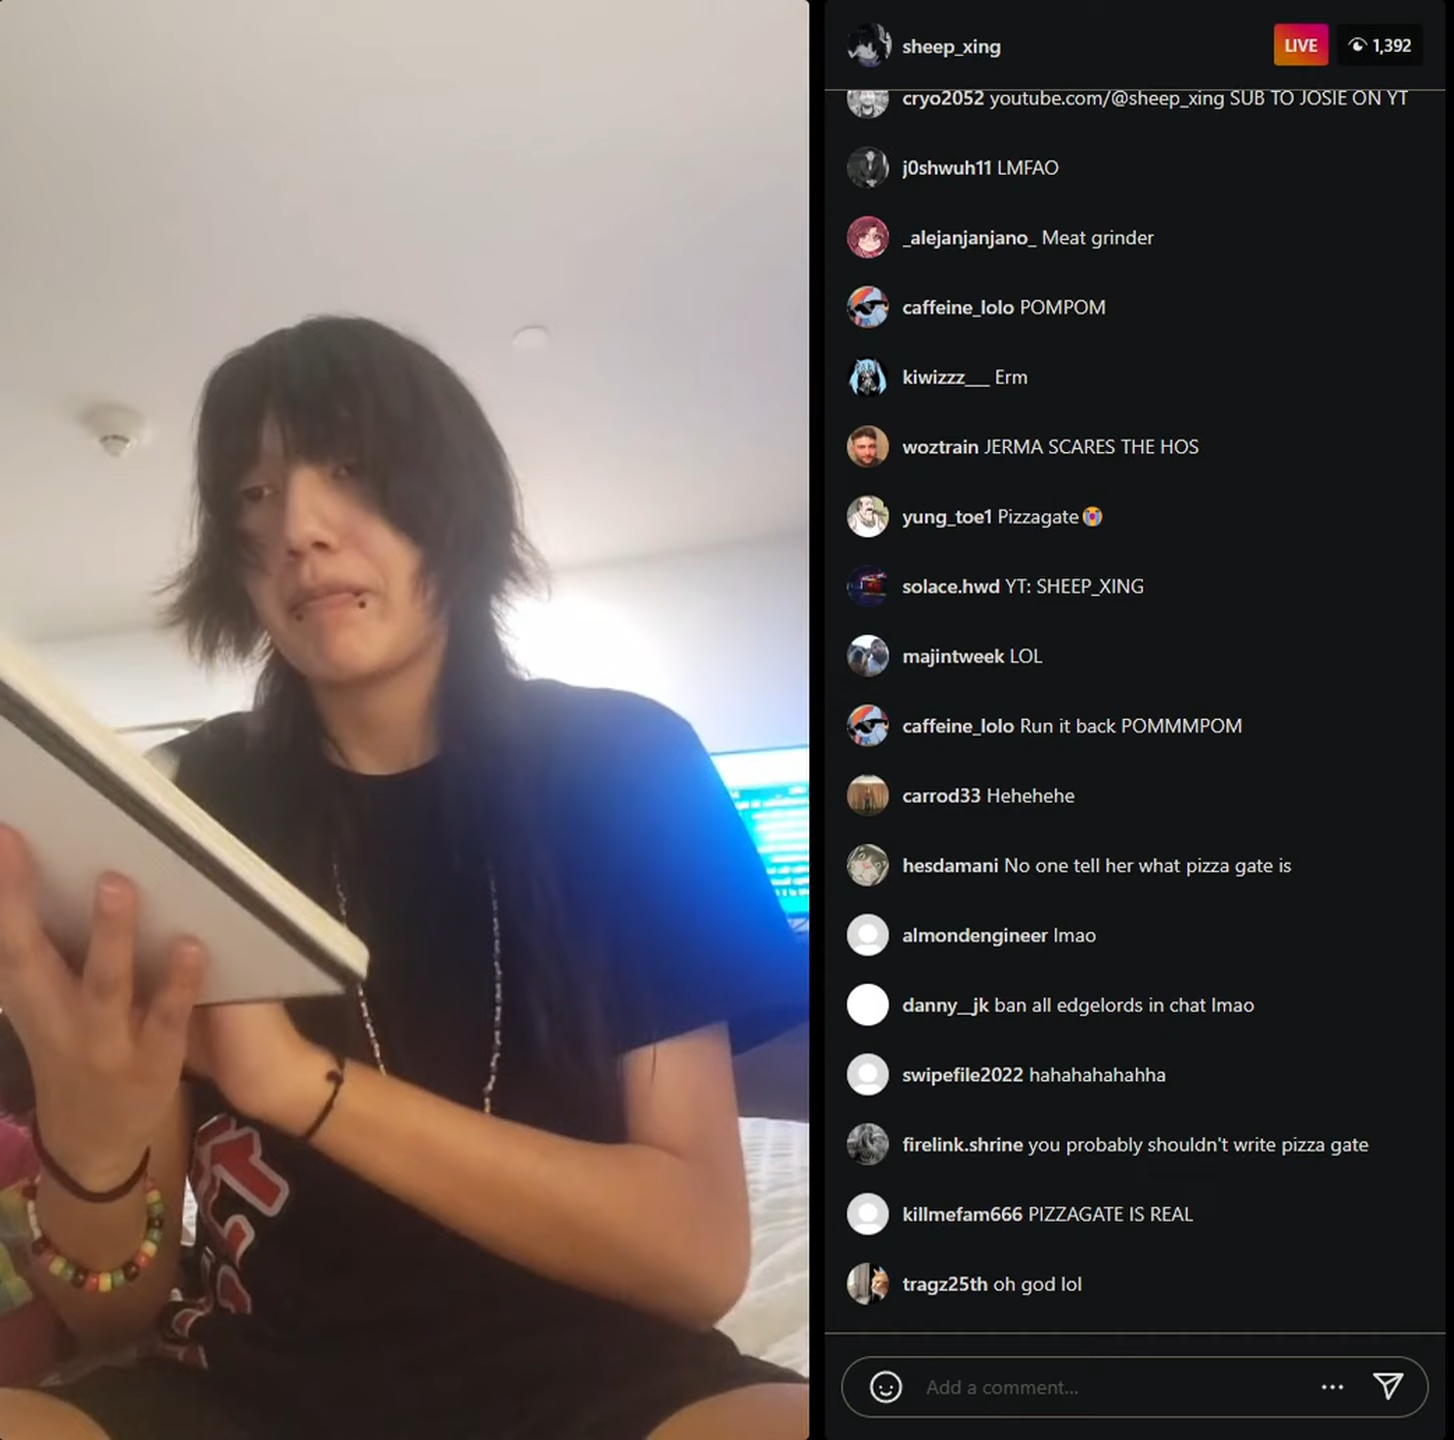 sheep_xing
LIVE
1,392
cryo2052 youtube.com/@sheep_xing SUB TO JOSIE ON YT
j0shwuh11 LMFAO
_alejanjanjano_ Meat grinder
caffeine_lolo POMPOM
kiwizzz___ Erm
woztrain JERMA SCARES THE HOS
yung_toe1 Pizzagate😭
solace.hwd YT: SHEEP_XING
majintweek LOL
caffeine_lolo Run it back POMMMPOM
carrod33 Hehehehe
hesdamani No one tell her what pizza gate is
almondengineer lmao
danny__jk ban all edgelords in chat lmao
swipefile2022 hahahahahahha
firelink.shrine you probably shouldn't write pizza gate
killmefam666 PIZZAGATE IS REAL
tragz25th oh god lol
Add a comment...